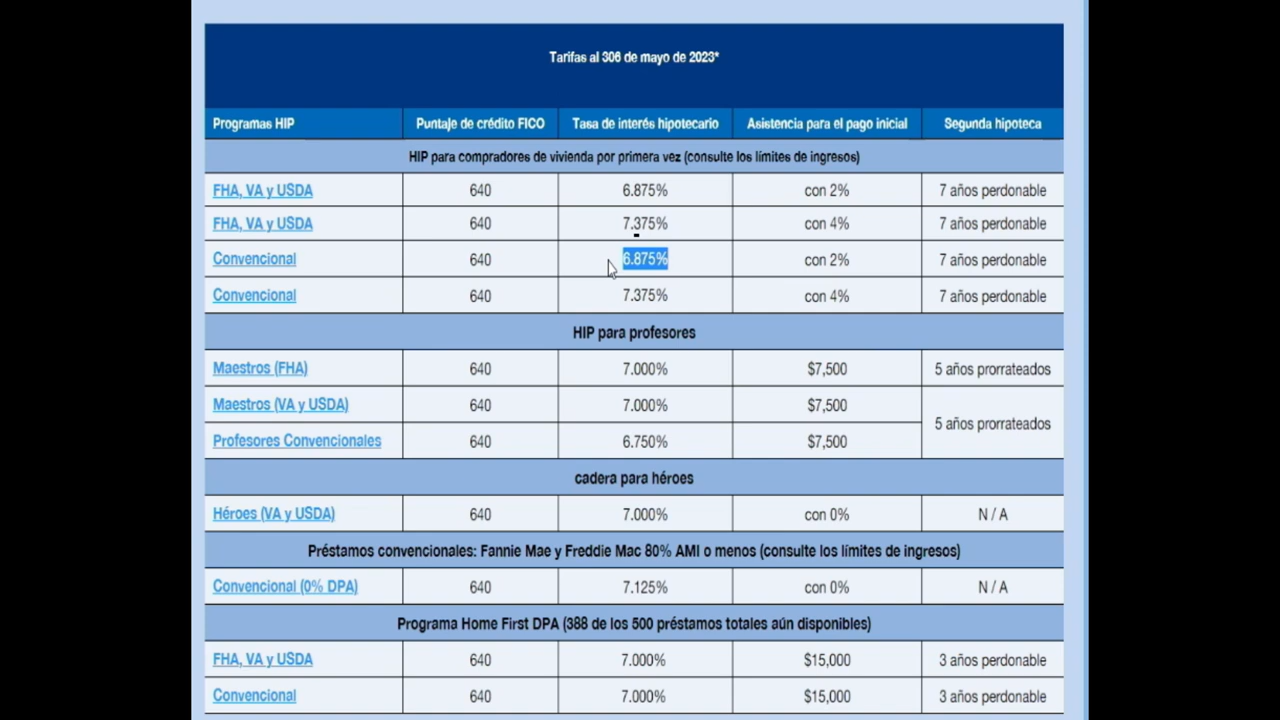 Tarifas al 306 de mayo de 2023*
Programas HIP Puntaje de crédito FICO Tasa de interés hipotecario Asistencia para el pago inicial Segunda hipoteca
HIP para compradores de vivienda por primera vez (consulte los límites de ingresos)
FHA, VA y USDA 640 6.875% con 2% 7 años perdonable
FHA, VA y USDA 640 7.375% con 4% 7 años perdonable
Convencional 640 6.875% con 2% 7 años perdonable
Convencional 640 7.375% con 4% 7 años perdonable
HIP para profesores
Maestros (FHA) 640 7.000% $7,500 5 años prorrateados
Maestros (VA y USDA) 640 7.000% $7,500
5 años prorrateados
Profesores Convencionales 640 6.750% $7,500
cadera para héroes
Héroes (VA y USDA) 640 7.000% con 0% N / A
Préstamos convencionales: Fannie Mae y Freddie Mac 80% AMI o menos (consulte los límites de ingresos)
Convencional (0% DPA) 640 7.125% con 0% N / A
Programa Home First DPA (388 de los 500 préstamos totales aún disponibles)
FHA, VA y USDA 640 7.000% $15,000 3 años perdonable
Convencional 640 7.000% $15,000 3 años perdonable